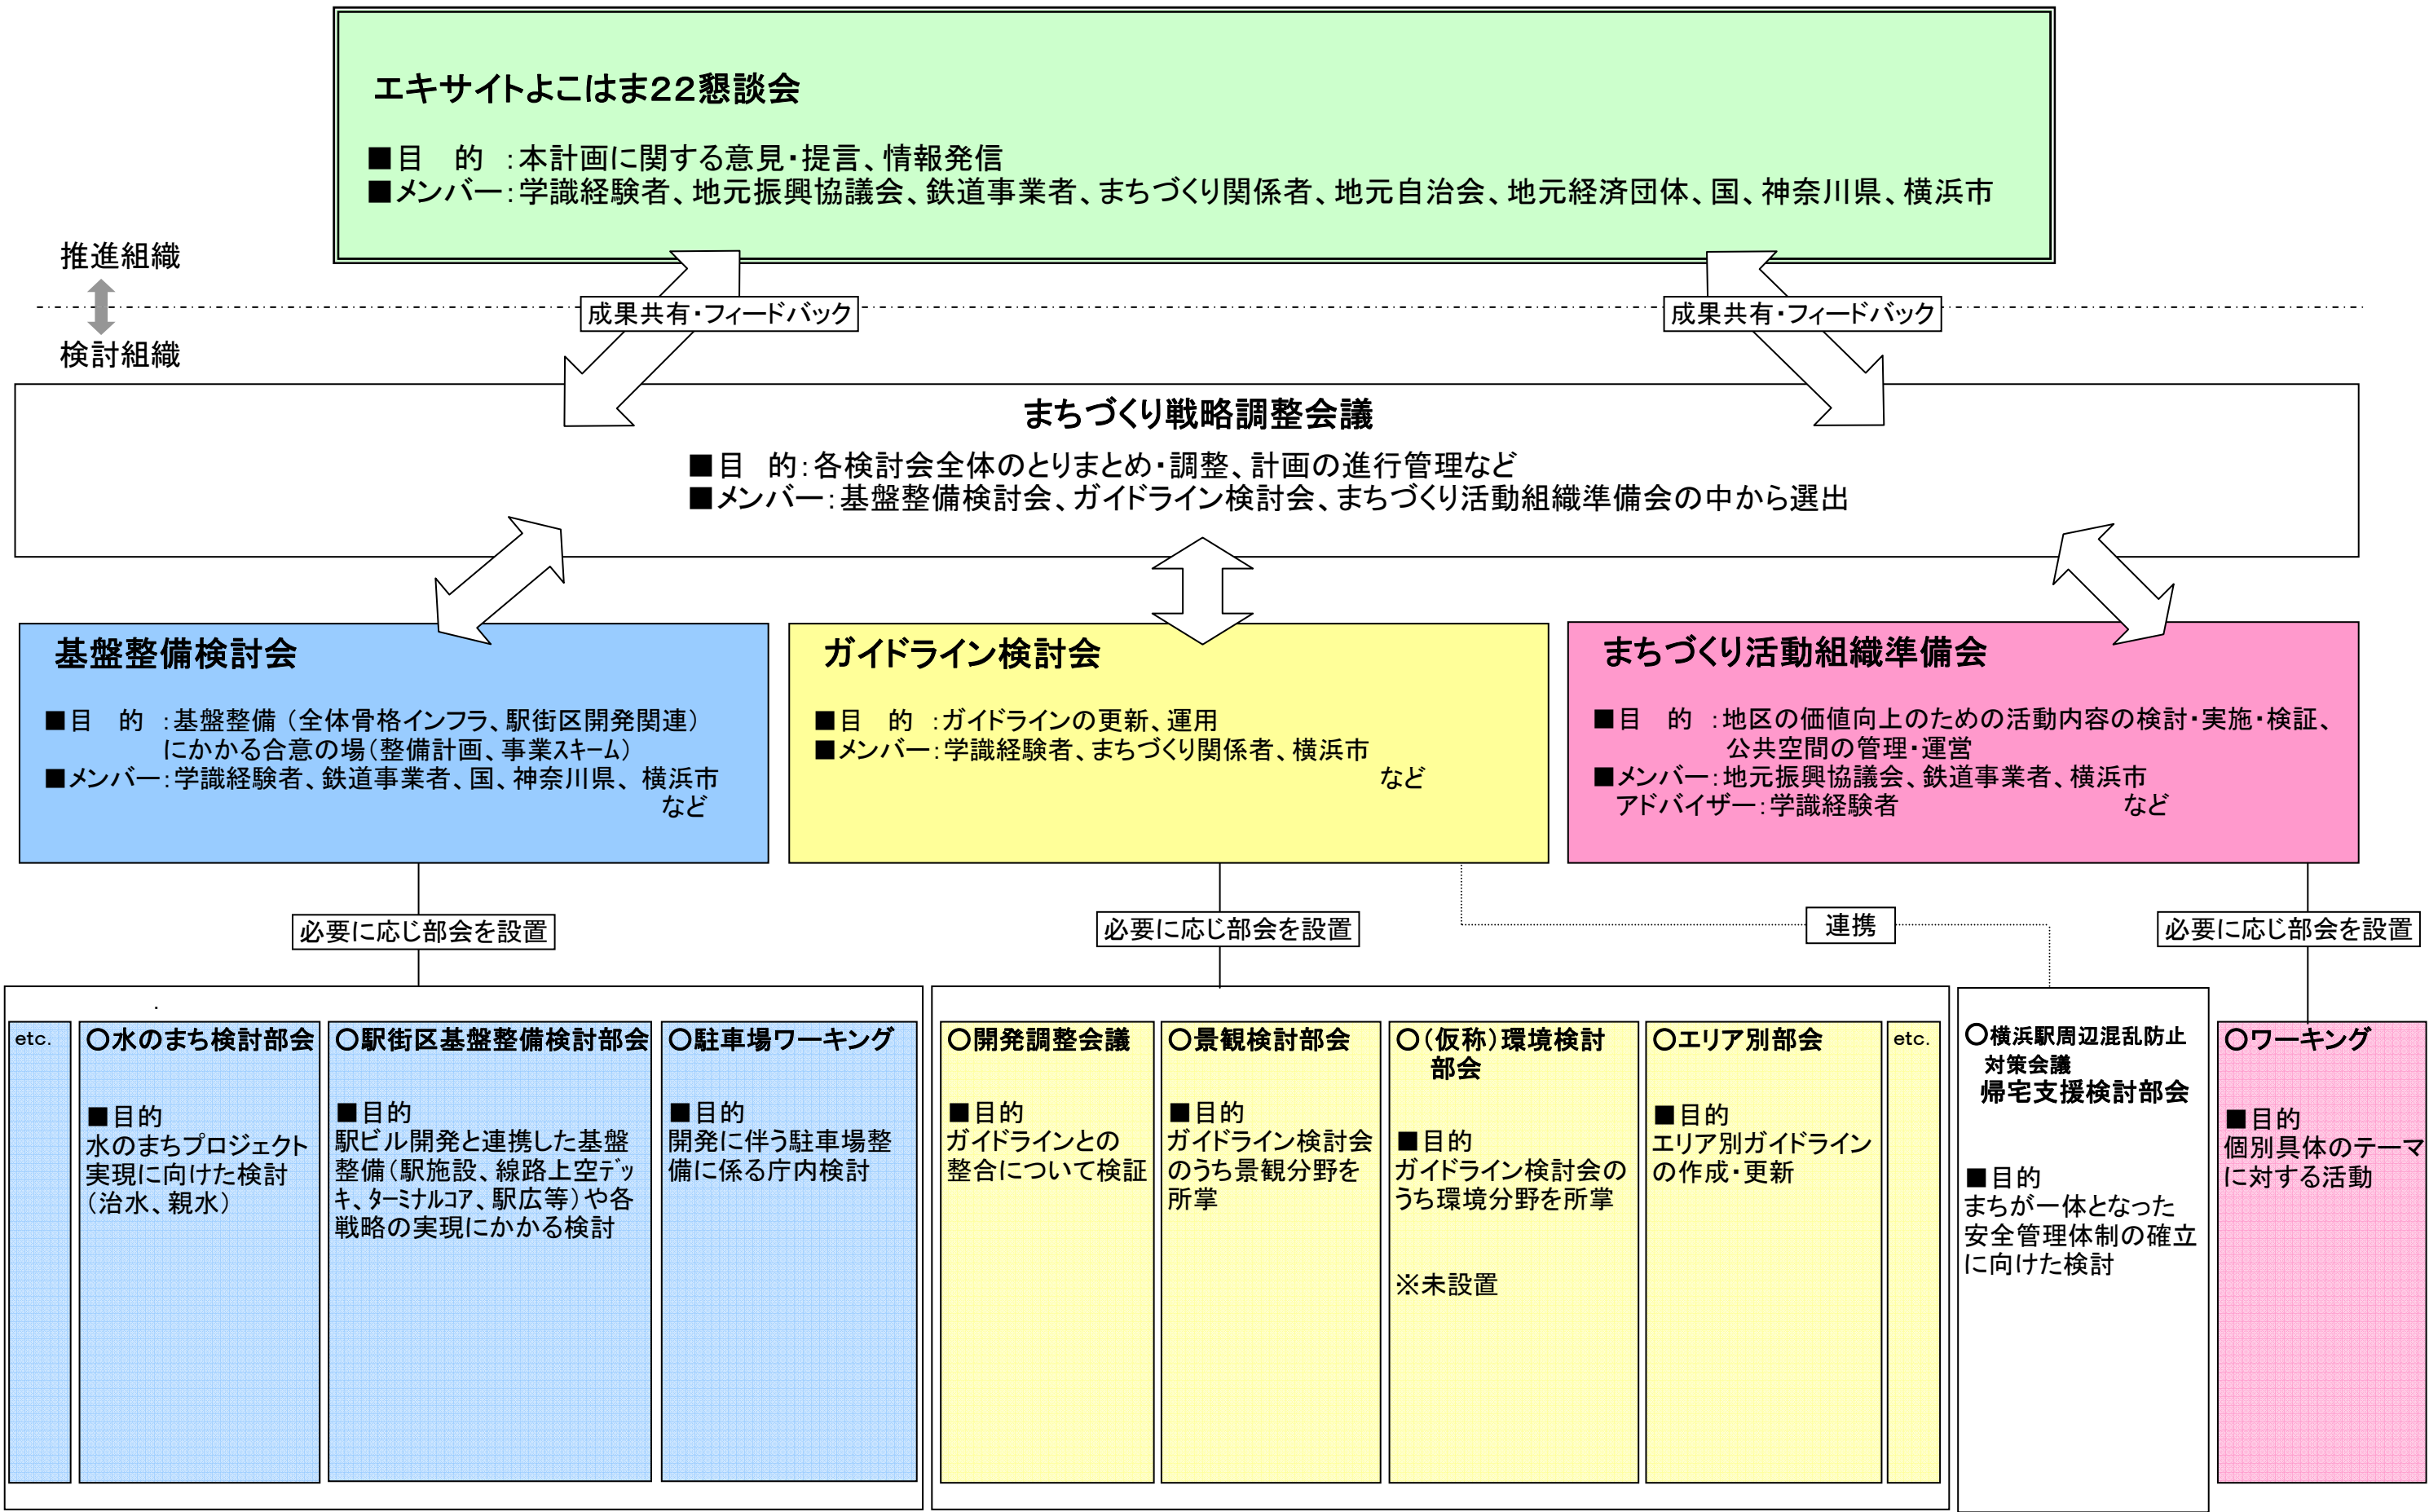 エキサイトよこはま22懇談会
■目　的　：本計画に関する意見・提言、情報発信
■メンバー：学識経験者、地元振興協議会、鉄道事業者、まちづくり関係者、地元自治会、地元経済団体、国、神奈川県、横浜市
推進組織
検討組織
成果共有・フィードバック
成果共有・フィードバック
まちづくり戦略調整会議
■目　的：各検討会全体のとりまとめ・調整、計画の進行管理など
■メンバー：基盤整備検討会、ガイドライン検討会、まちづくり活動組織準備会の中から選出
基盤整備検討会
■目　的　：基盤整備（全体骨格インフラ、駅街区開発関連）
にかかる合意の場（整備計画、事業ｽｷｰﾑ）
■メンバー：学識経験者、鉄道事業者、国、神奈川県、横浜市
など
ガイドライン検討会
■目　的　：ガイドラインの更新、運用
■メンバー：学識経験者、まちづくり関係者、横浜市
など
まちづくり活動組織準備会
■目　的　：地区の価値向上のための活動内容の検討・実施・検証、
公共空間の管理・運営
■メンバー：地元振興協議会、鉄道事業者、横浜市
アドバイザー：学識経験者　など
必要に応じ部会を設置
必要に応じ部会を設置
連携
必要に応じ部会を設置
etc.
〇水のまち検討部会
■目的
水のまちプロジェクト
実現に向けた検討
（治水、親水）
〇駅街区基盤整備検討部会
■目的
駅ビル開発と連携した基盤
整備（駅施設、線路上空ﾃﾞｯ
ｷ、ﾀｰﾐﾅﾙｺｱ、駅広等）や各
戦略の実現にかかる検討
〇駐車場ワーキング
■目的
開発に伴う駐車場整
備に係る庁内検討
〇開発調整会議
■目的
ガイドラインとの
整合について検証
〇景観検討部会
■目的
ガイドライン検討会
のうち景観分野を
所掌
〇（仮称）環境検討
部会
■目的
ガイドライン検討会の
うち環境分野を所掌
※未設置
〇エリア別部会
■目的
エリア別ガイドライン
の作成・更新
etc.
〇横浜駅周辺混乱防止
対策会議
帰宅支援検討部会
■目的
まちが一体となった
安全管理体制の確立
に向けた検討
〇ワーキング
■目的
個別具体のテーマ
に対する活動